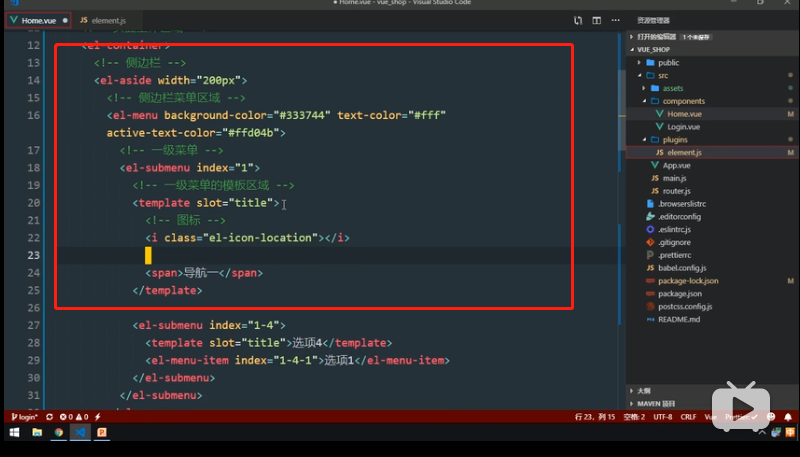 Home.vue - vue_shop - Visual Studio Code
Home.vue
element.js
12 <el-container>
13 <!-- 侧边栏 -->
14 <el-aside width="200px">
15 <!-- 侧边栏菜单区域 -->
16 <el-menu background-color="#333744" text-color="#fff"
active-text-color="#ffd04b">
17 <!-- 一级菜单 -->
18 <el-submenu index="1">
19 <!-- 一级菜单的模板区域 -->
20 <template slot="title">
21 <!-- 图标 -->
22 <i class="el-icon-location"></i>
23
24 <span>导航一</span>
25 </template>
26
27 <el-submenu index="1-4">
28 <template slot="title">选项4</template>
29 <el-menu-item index="1-4-1">选项1</el-menu-item>
30 </el-submenu>
31 </el-submenu>
资源管理器
打开的编辑器 1 个未保存
VUE_SHOP
public
src
assets
components
Home.vue M
Login.vue
plugins
element.js M
App.vue
main.js
router.js
.browserslistrc
.editorconfig
.eslintrc.js
.gitignore
.prettierrc
babel.config.js
package-lock.json M
package.json
postcss.config.js
README.md
大纲
MAVEN 项目
login*
0 0
行 23，列 15
空格: 2
UTF-8
CRLF
Vue
Prettier